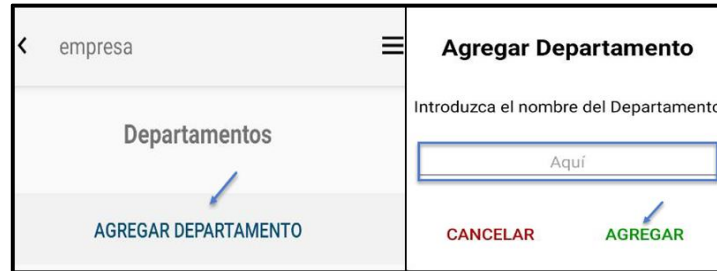 empresa
Departamentos
AGREGAR DEPARTAMENTO
Agregar Departamento
Introduzca el nombre del Departamento
Aquí
CANCELAR
AGREGAR